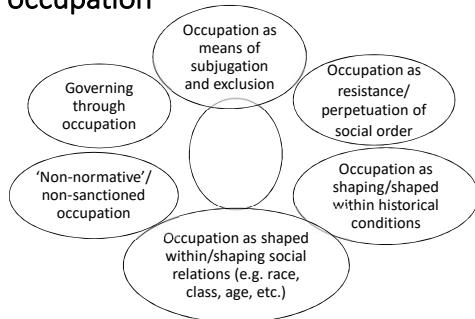 occupation
Occupation as
means of
subjugation
and exclusion
Occupation as
resistance/
perpetuation of
social order
Occupation as
shaping/shaped
within historical
conditions
Occupation as shaped
within/shaping social
relations (e.g. race,
class, age, etc.)
'Non-normative'/
non-sanctioned
occupation
Governing
through
occupation